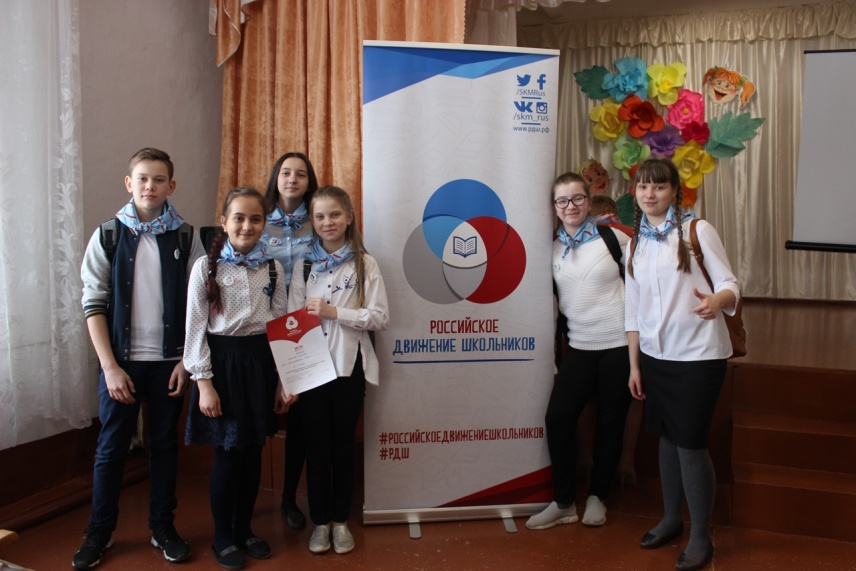 /SKMRus
/skm_rus
www.рдш.рф
РОССИЙСКОЕ
ДВИЖЕНИЕ ШКОЛЬНИКОВ
#РОССИЙСКОЕДВИЖЕНИЕШКОЛЬНИКОВ
#РДШ